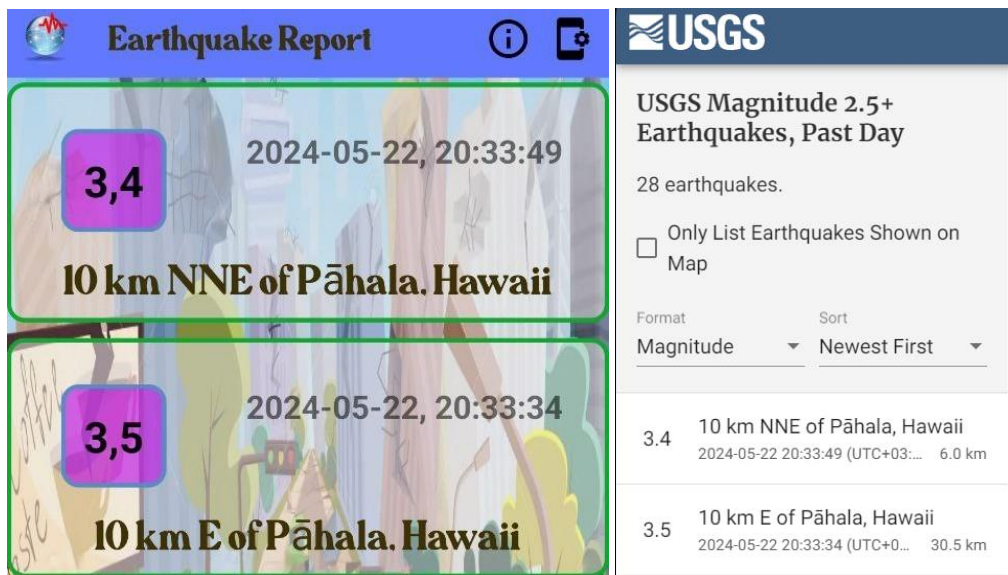 Earthquake Report
2024-05-22, 20:33:49
3,4
10 km NNE of Pāhala, Hawaii
2024-05-22, 20:33:34
3,5
10 km E of Pāhala, Hawaii
USGS
USGS Magnitude 2.5+
Earthquakes, Past Day
28 earthquakes.
Only List Earthquakes Shown on
Map
Format Sort
Magnitude Newest First
3.4 10 km NNE of Pāhala, Hawaii
2024-05-22 20:33:49 (UTC+03:... 6.0 km
3.5 10 km E of Pāhala, Hawaii
2024-05-22 20:33:34 (UTC+0... 30.5 km